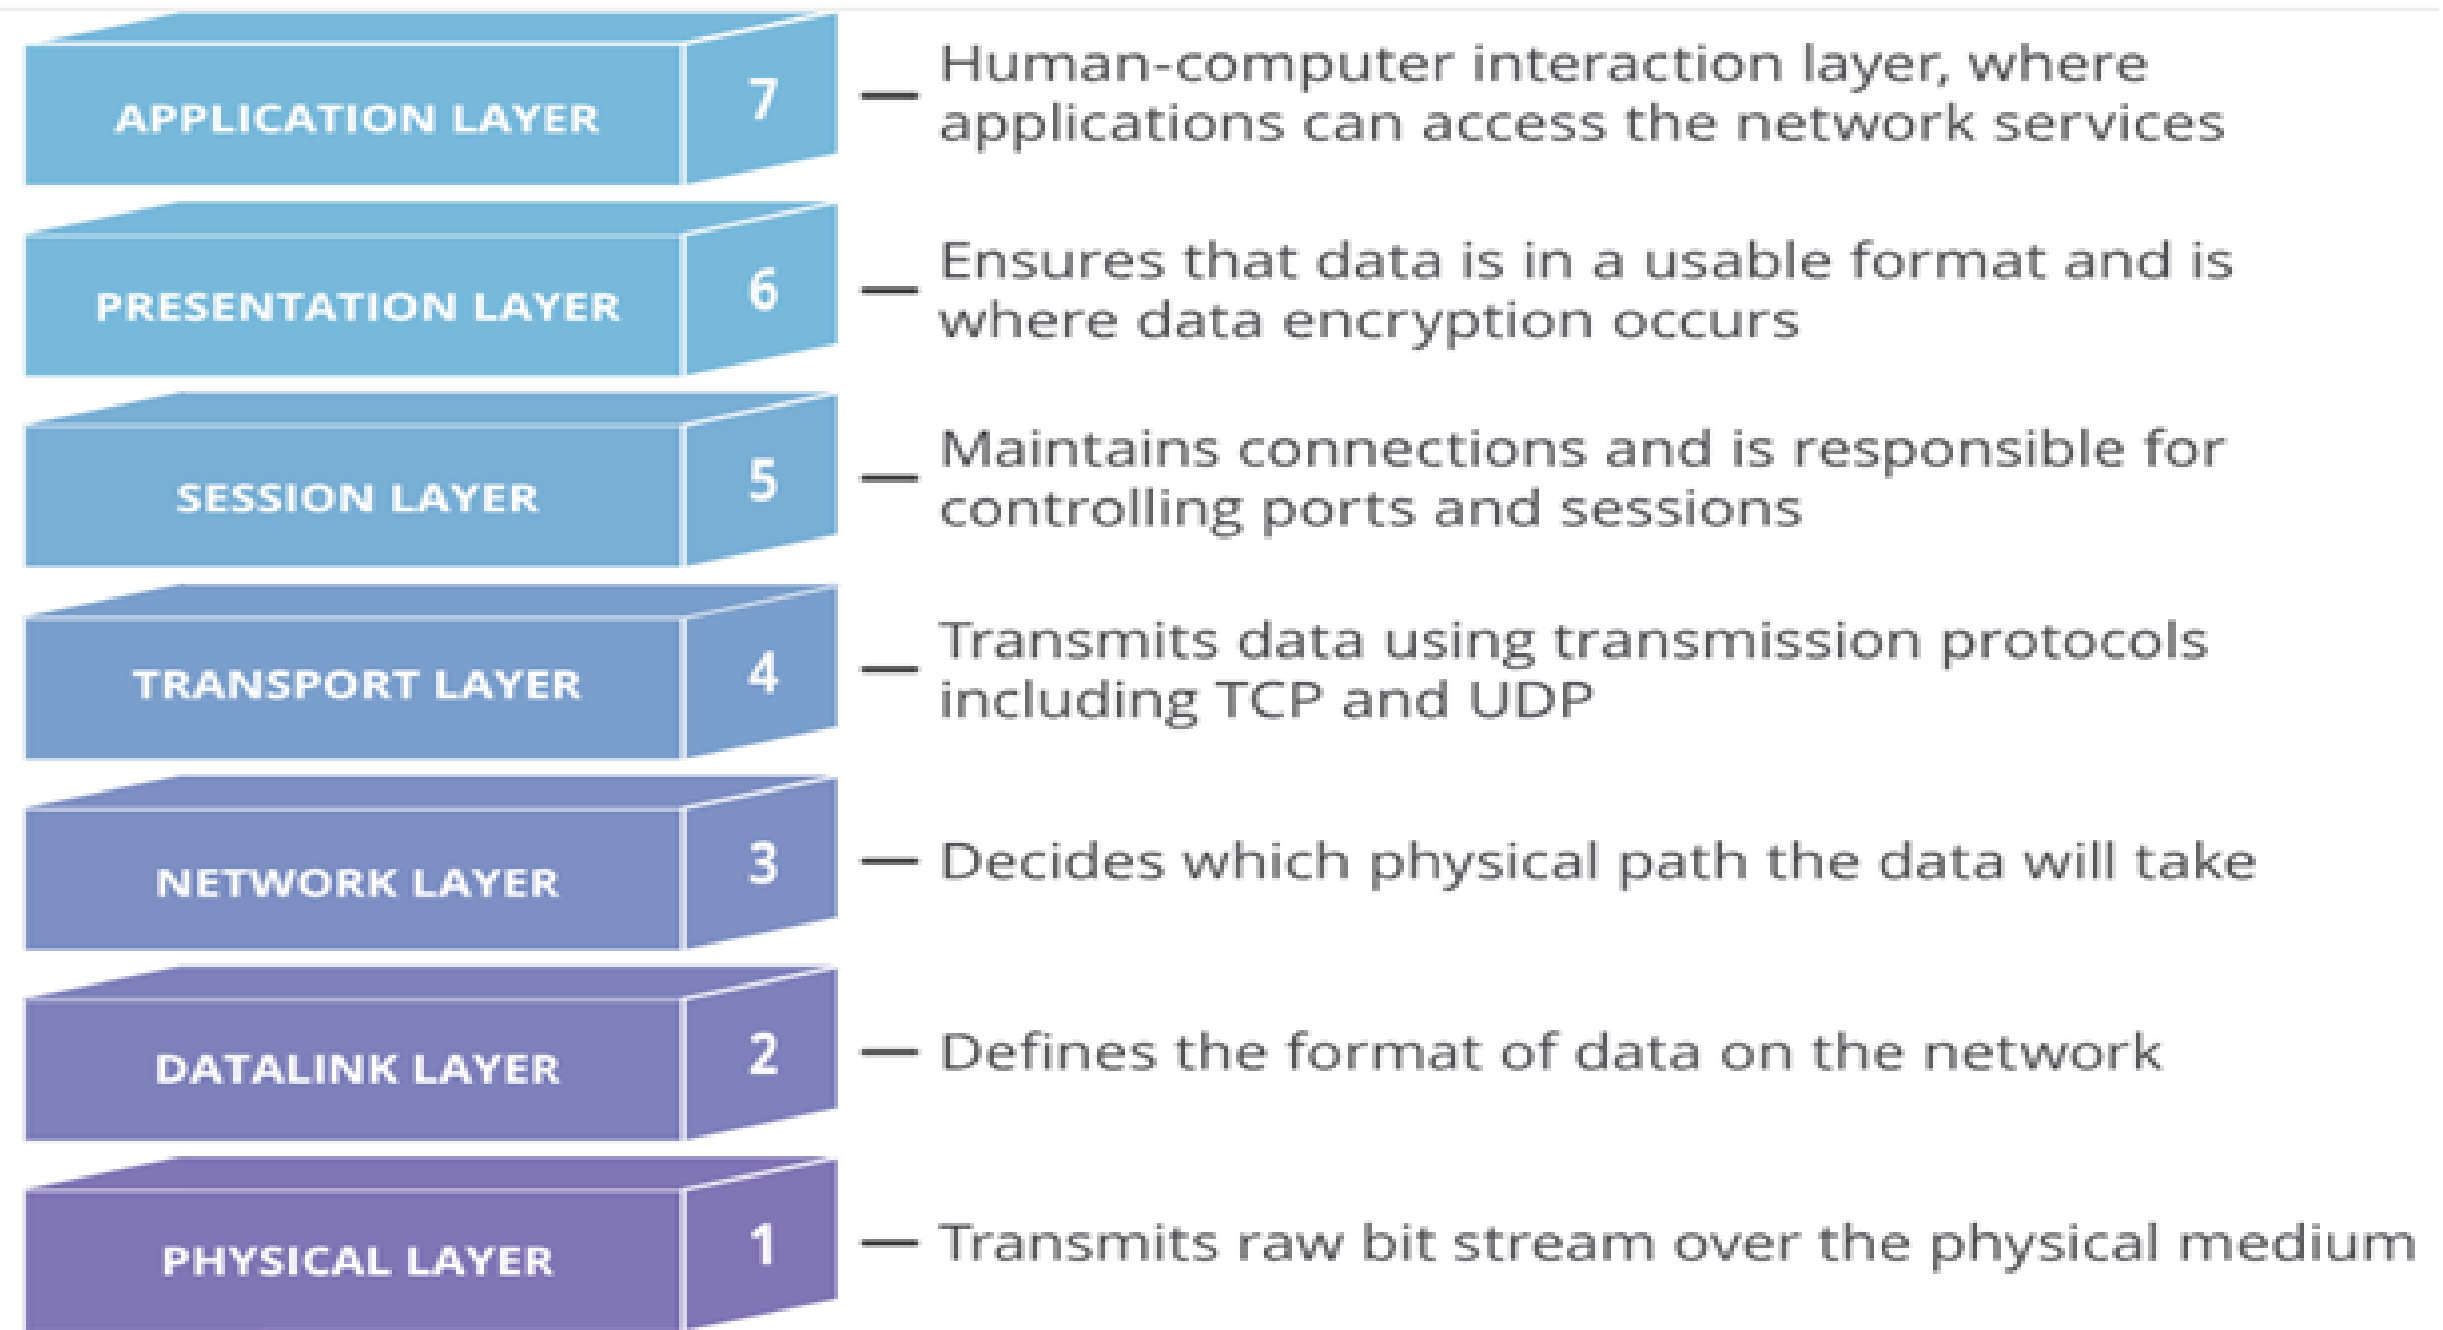 APPLICATION LAYER
7
Human-computer interaction layer, where
applications can access the network services
PRESENTATION LAYER
6
Ensures that data is in a usable format and is
where data encryption occurs
SESSION LAYER
5
Maintains connections and is responsible for
controlling ports and sessions
TRANSPORT LAYER
4
Transmits data using transmission protocols
including TCP and UDP
NETWORK LAYER
3
Decides which physical path the data will take
DATALINK LAYER
2
Defines the format of data on the network
PHYSICAL LAYER
1
Transmits raw bit stream over the physical medium